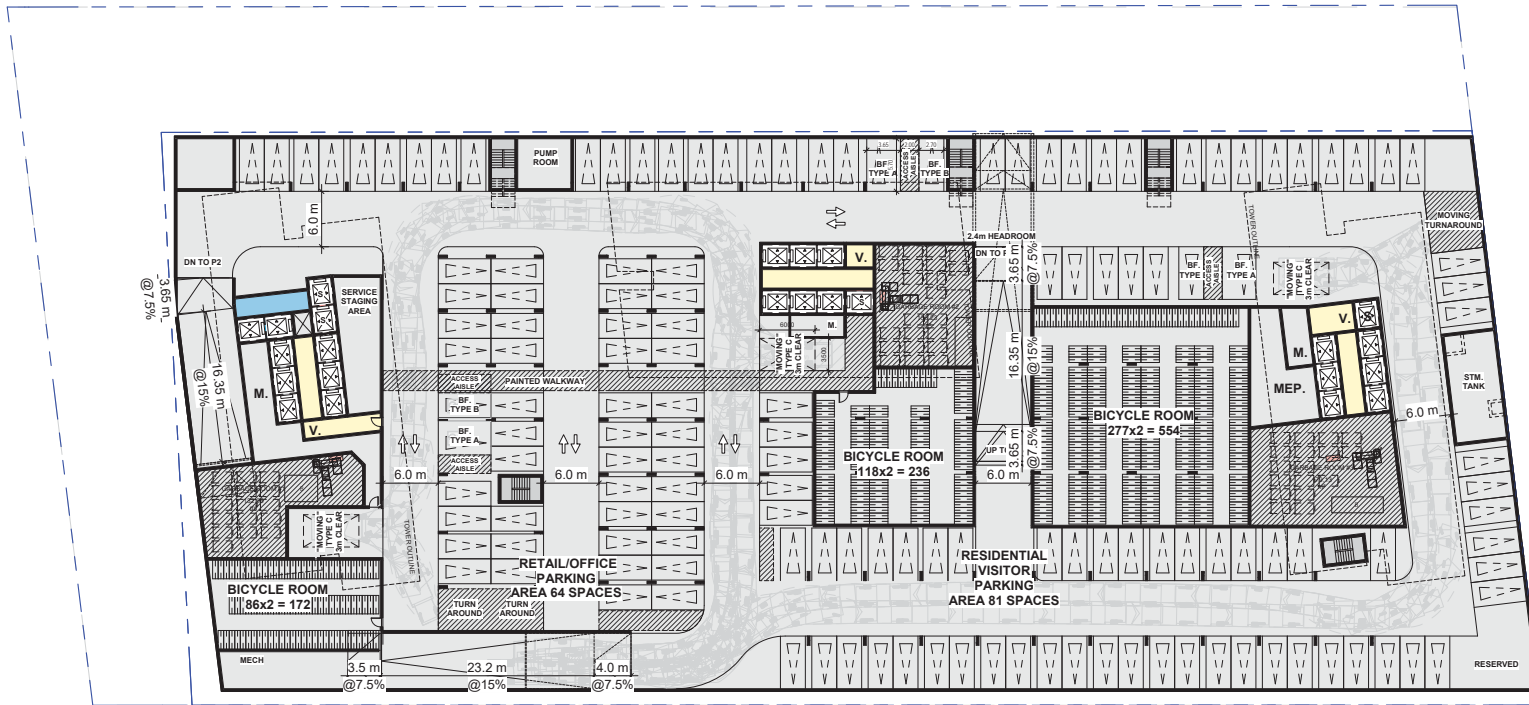 PUMP
ROOM
3.65
2.00
2.70
BF.
TYPE A
ACCESS
AISLE
BF.
TYPE B
6.0 m
MOVING
TURNAROUND
2.4m HEADROOM
DN TO P2
DN TO P
3.65 m
@7.5%
TOWER OUTLINE
3.65 m
@7.5%
SERVICE
STAGING
AREA
S
S
V.
BF.
TYPE
ACCESS
AISLE
BF.
TYPE A
"MOVING"
TYPE C
3m CLEAR
S
6000
M.
3500
"MOVING"
TYPE C
3m CLEAR
V.
S
16.35 m
@15%
M.
V.
16.35 m
@15%
M.
MEP.
STM.
TANK
ACCESS
AISLE
PAINTED WALKWAY
BF.
TYPE B
BF.
TYPE A
ACCESS
AISLE
6.0 m
6.0 m
6.0 m
BICYCLE ROOM
118x2 = 236
BICYCLE ROOM
277x2 = 554
UP TO
3.65 m
@7.5%
6.0 m
6.0 m
"MOVING"
TYPE C
3m CLEAR
TOWER OUTLINE
RETAIL/OFFICE
PARKING
AREA 64 SPACES
RESIDENTIAL
VISITOR
PARKING
AREA 81 SPACES
BICYCLE ROOM
86x2 = 172
TURN
AROUND
TURN
AROUND
MECH
3.5 m
@7.5%
23.2 m
@15%
4.0 m
@7.5%
RESERVED